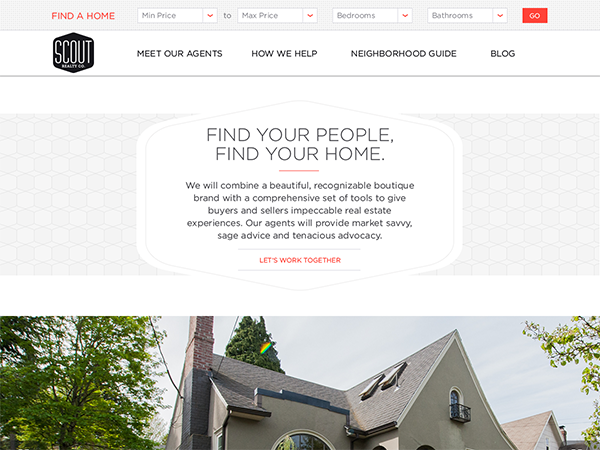 FIND A HOME Min Price to Max Price Bedrooms Bathrooms GO
SCOUT
REALTY CO.
MEET OUR AGENTS HOW WE HELP NEIGHBORHOOD GUIDE BLOG
FIND YOUR PEOPLE,
FIND YOUR HOME.
We will combine a beautiful, recognizable boutique
brand with a comprehensive set of tools to give
buyers and sellers impeccable real estate
experiences. Our agents will provide market savvy,
sage advice and tenacious advocacy.
LET'S WORK TOGETHER